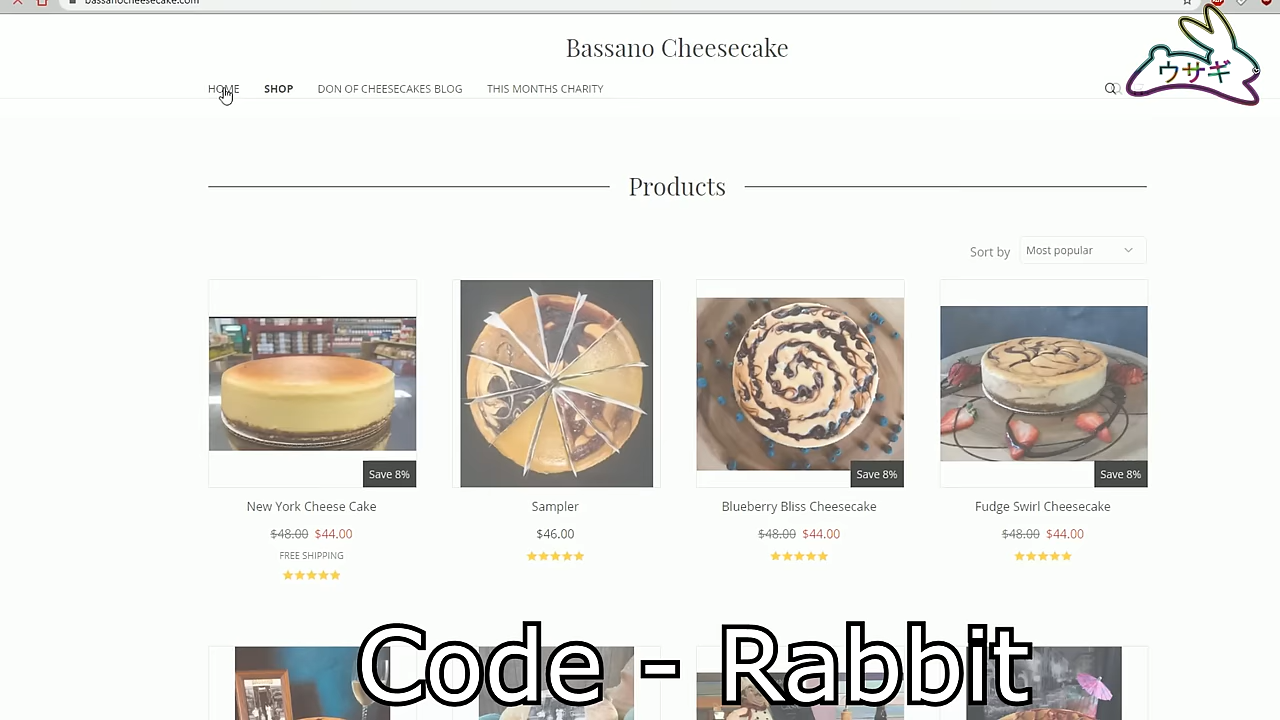 bassanocheesecake.com
Bassano Cheesecake
HOME SHOP DON OF CHEESECAKES BLOG THIS MONTHS CHARITY
ウサギ
Products
Sort by Most popular
Save 8% Save 8% Save 8%
New York Cheese Cake Sampler Blueberry Bliss Cheesecake Fudge Swirl Cheesecake
$48.00 $44.00 $46.00 $48.00 $44.00 $48.00 $44.00
FREE SHIPPING
Code - Rabbit